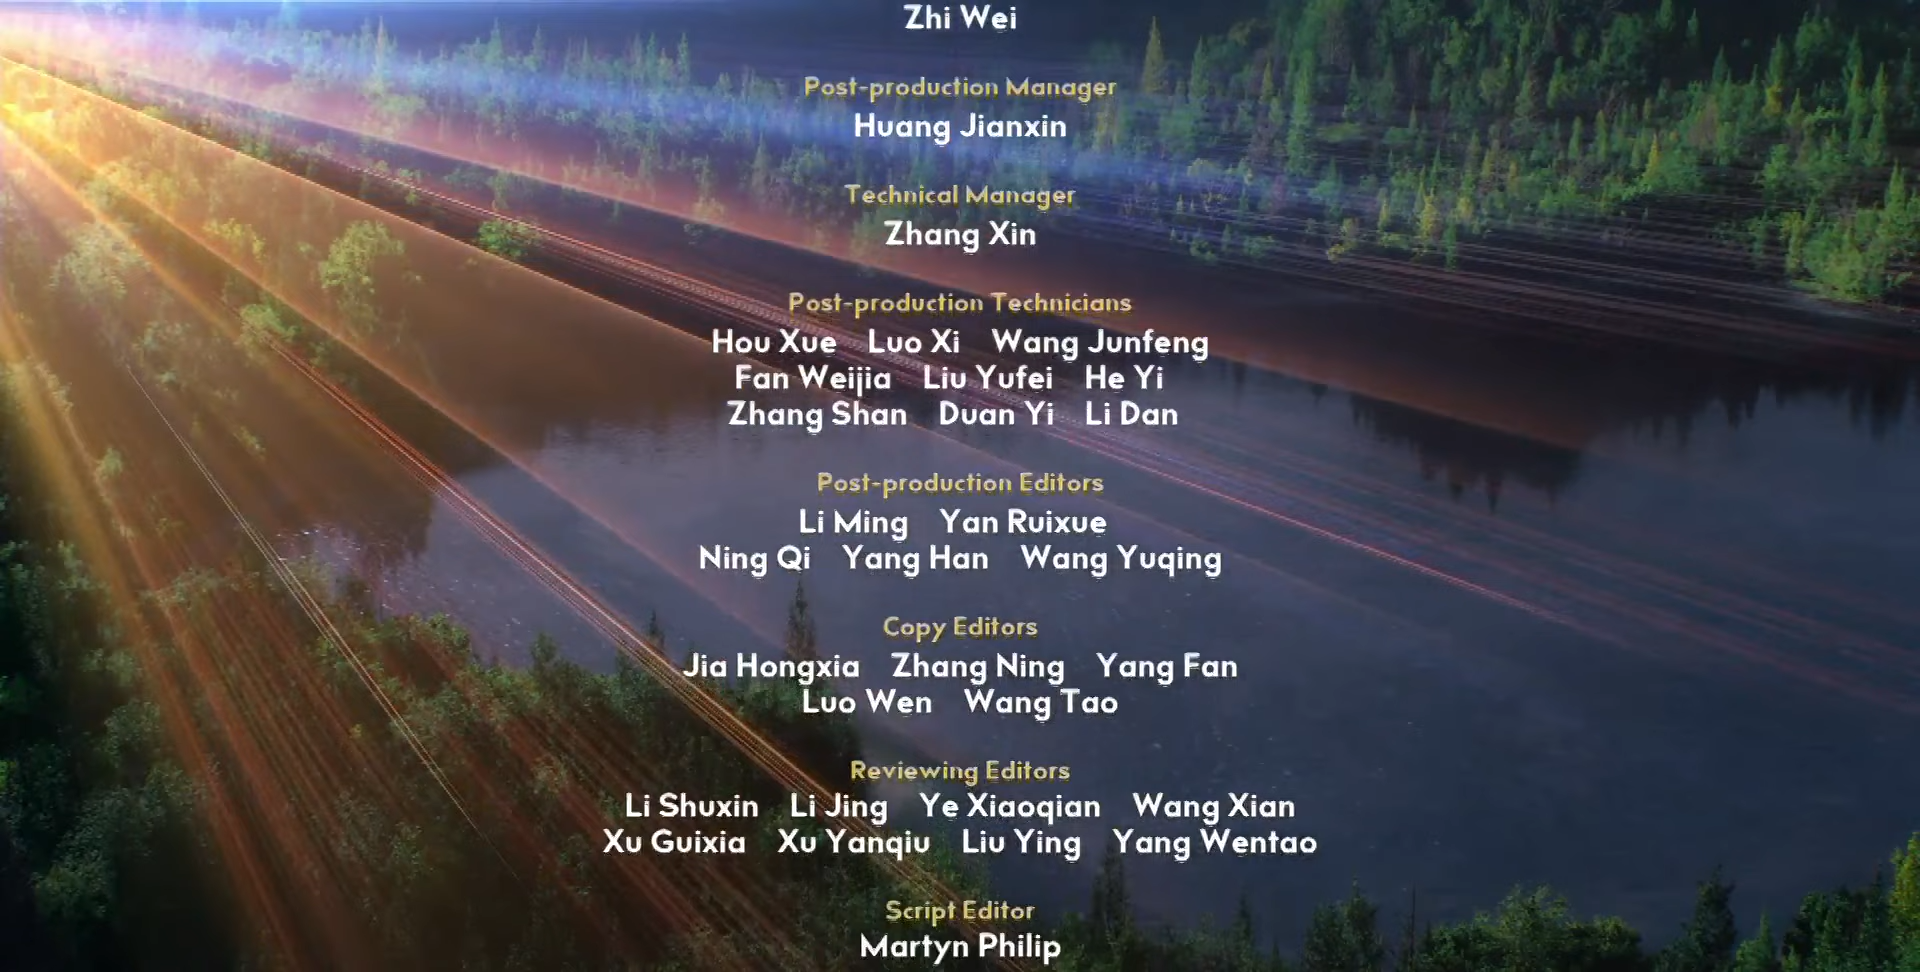 Zhi Wei
Post-production Manager
Huang Jianxin
Technical Manager
Zhang Xin
Post-production Technicians
Hou Xue Luo Xi Wang Junfeng
Fan Weijia Liu Yufei He Yi
Zhang Shan Duan Yi Li Dan
Post-production Editors
Li Ming Yan Ruixue
Ning Qi Yang Han Wang Yuqing
Copy Editors
Jia Hongxia Zhang Ning Yang Fan
Luo Wen Wang Tao
Reviewing Editors
Li Shuxin Li Jing Ye Xiaoqian Wang Xian
Xu Guixia Xu Yanqiu Liu Ying Yang Wentao
Script Editor
Martyn Philip